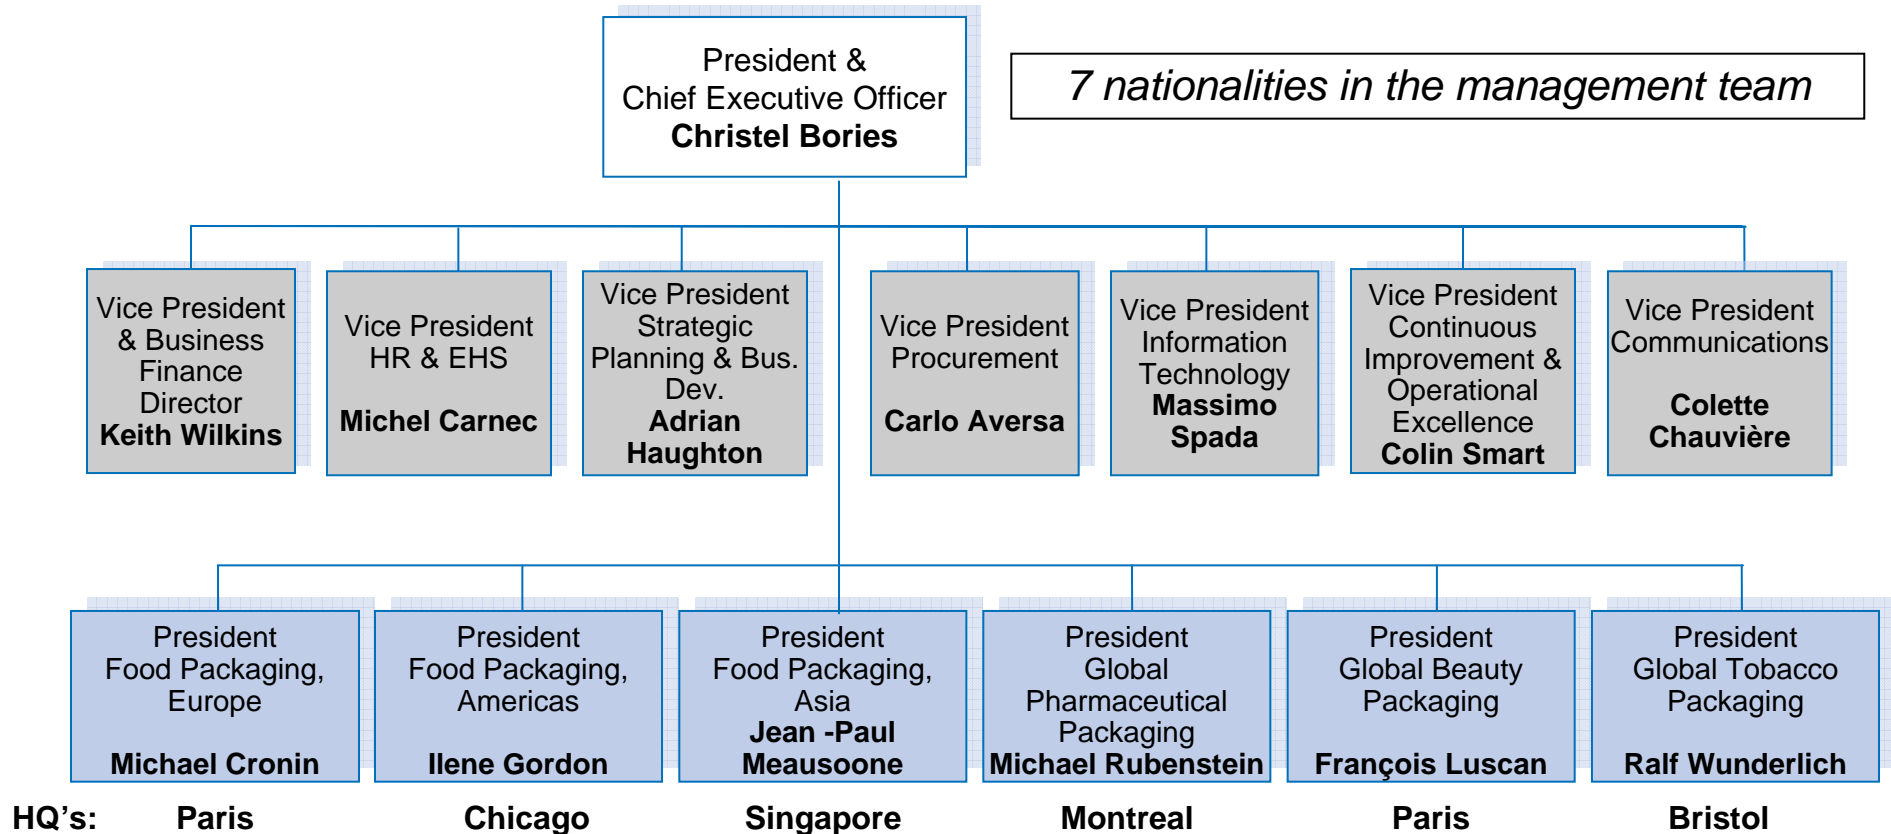 President &
Chief Executive Officer
Christel Bories
7 nationalities in the management team
Vice President
& Business
Finance
Director
Keith Wilkins
Vice President
HR & EHS
Michel Carnec
Vice President
Strategic
Planning & Bus.
Dev.
Adrian
Haughton
Vice President
Procurement
Carlo Aversa
Vice President
Information
Technology
Massimo
Spada
Vice President
Continuous
Improvement &
Operational
Excellence
Colin Smart
Vice President
Communications
Colette
Chauvière
President
Food Packaging,
Europe
Michael Cronin
President
Food Packaging,
Americas
Ilene Gordon
President
Food Packaging,
Asia
Jean -Paul
Meausoone
President
Global
Pharmaceutical
Packaging
Michael Rubenstein
President
Global Beauty
Packaging
François Luscan
President
Global Tobacco
Packaging
Ralf Wunderlich
HQ's: Paris Chicago Singapore Montreal Paris Bristol